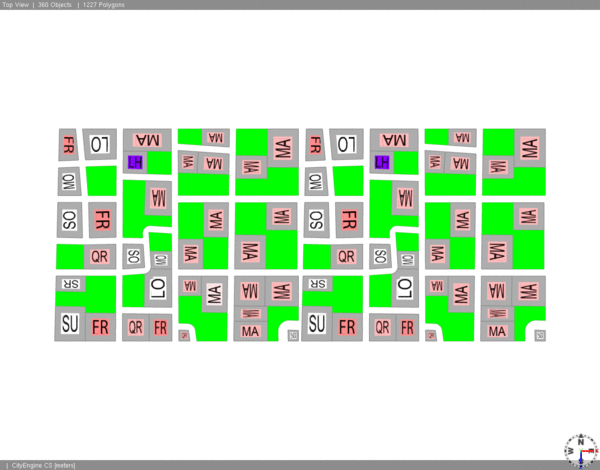 Top View | 360 Objects | 1227 Polygons
FR LO MA MA MA FR LO MA MA MA
LH MA MA MA LH MA MA MA
OM MA OM MA
SO FR MA MA SO FR MA MA
QR SO OM MA MA QR SO OM MA MA
SR LO MA MA MA MA SR LO MA MA MA MA
MA MA
SU FR QR FR MA SU FR QR FR MA
N
W
CityEngine CS [meters]